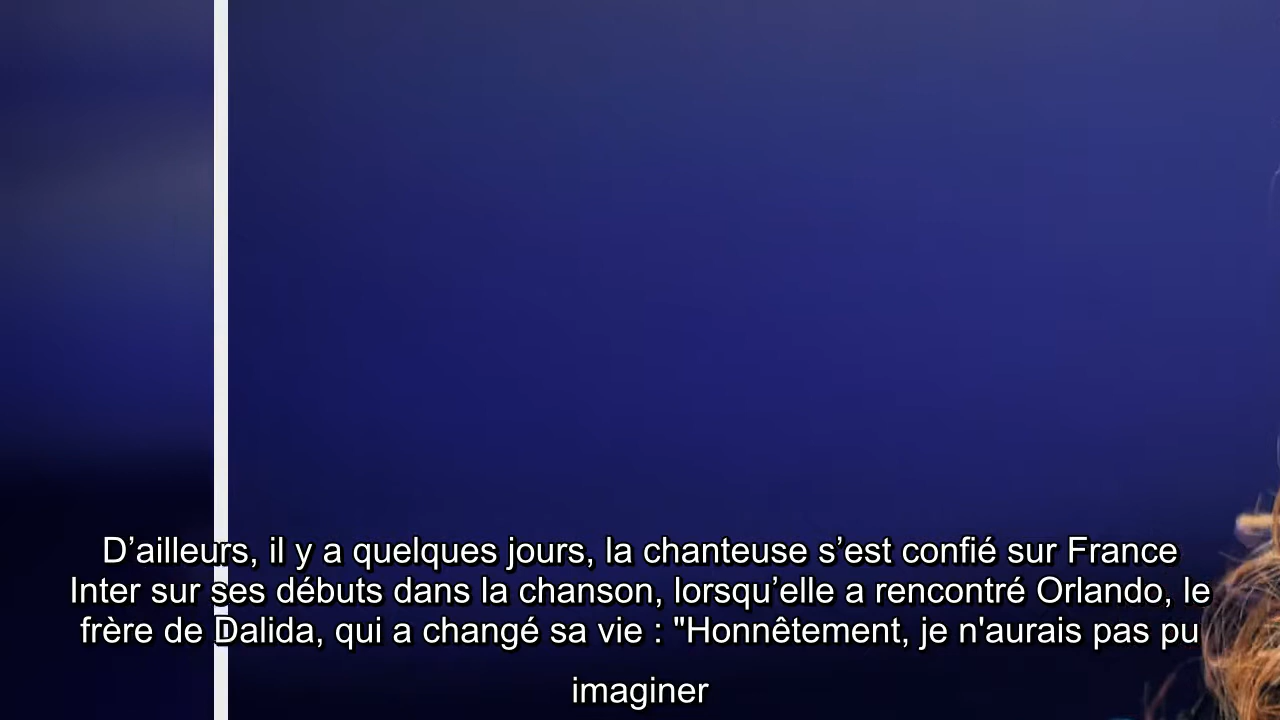 D’ailleurs, il y a quelques jours, la chanteuse s’est confié sur France
Inter sur ses débuts dans la chanson, lorsqu’elle a rencontré Orlando, le
frère de Dalida, qui a changé sa vie : "Honnêtement, je n'aurais pas pu
imaginer